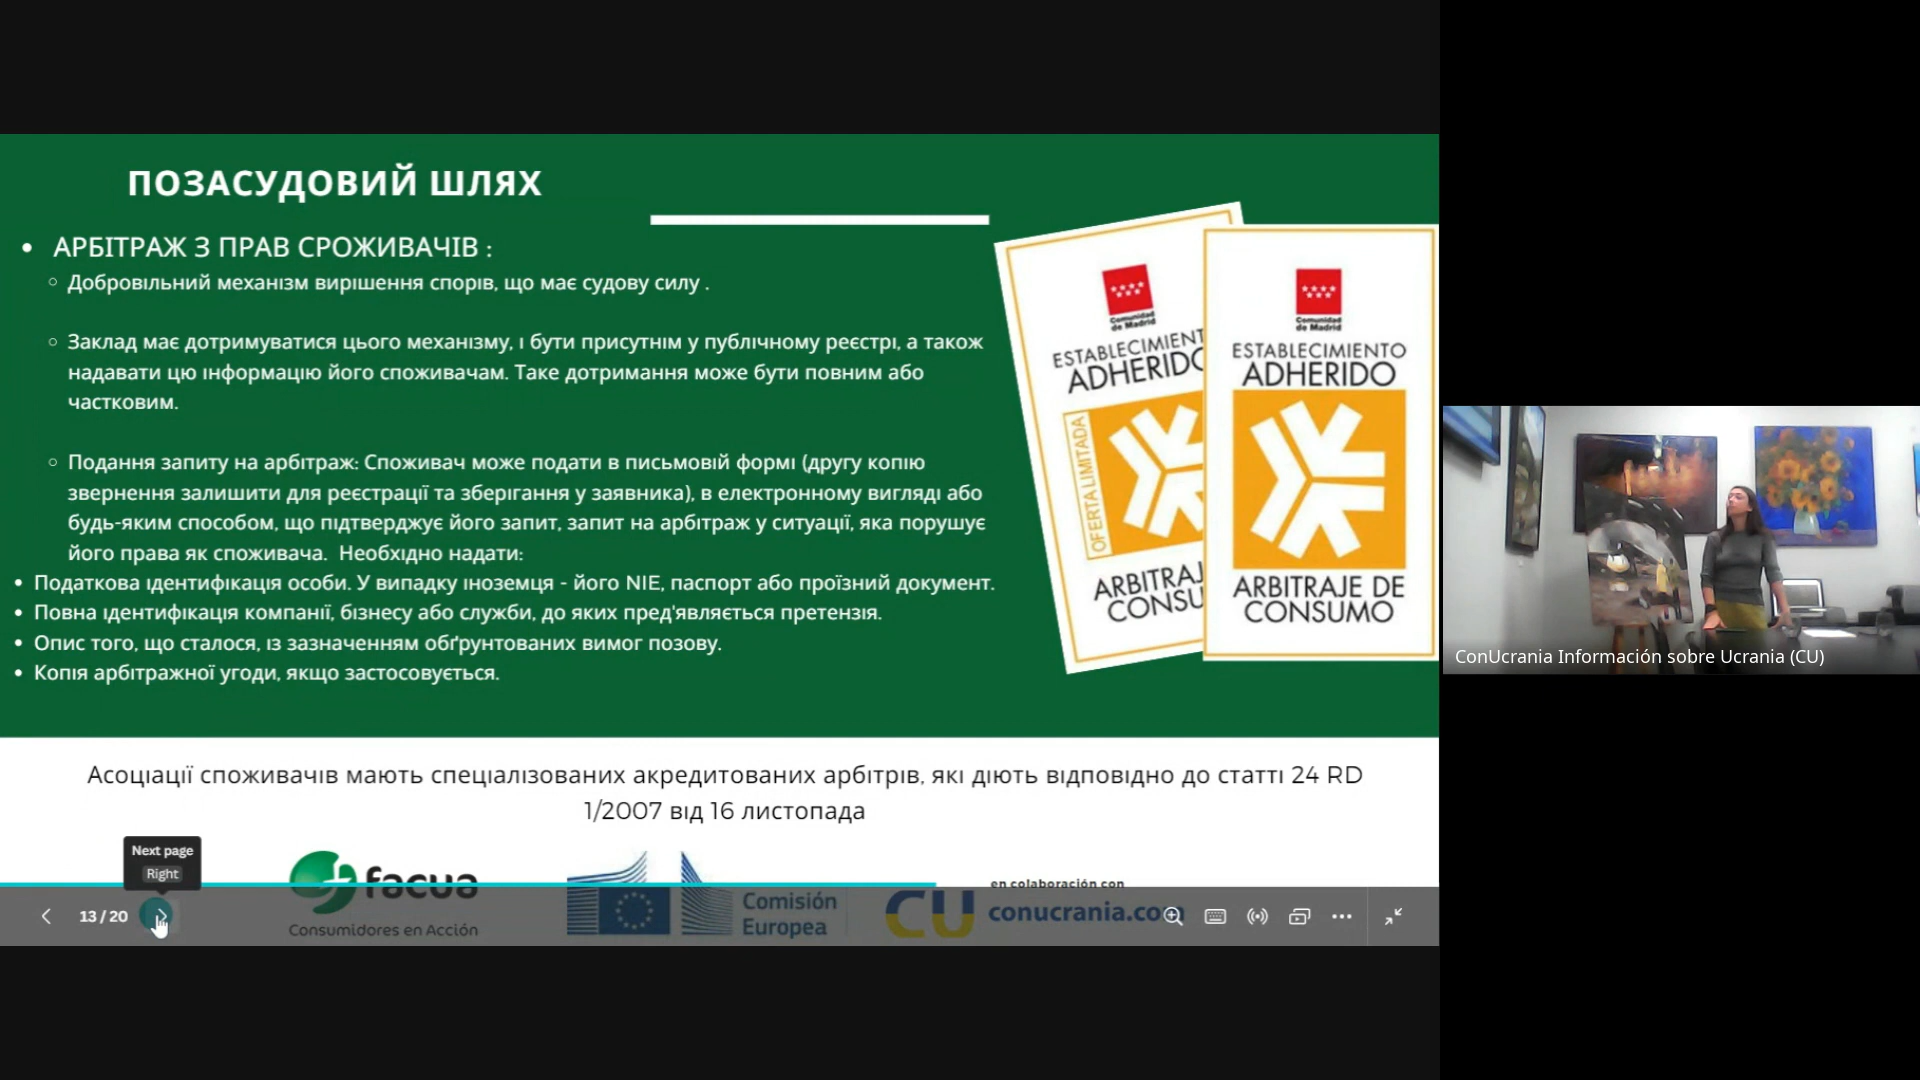 ПОЗАСУДОВИЙ ШЛЯХ
• АРБІТРАЖ З ПРАВ СРОЖИВАЧІВ :
○ Добровільний механізм вирішення спорів, що має судову силу .
○ Заклад має дотримуватися цього механізму, і бути присутнім у публічному реєстрі, а також
надавати цю інформацію його споживачам. Таке дотримання може бути повним або
частковим.
○ Подання запиту на арбітраж: Споживач може подати в письмовій формі (другу копію
звернення залишити для реєстрації та зберігання у заявника), в електронному вигляді або
будь-яким способом, що підтверджує його запит, запит на арбітраж у ситуації, яка порушує
його права як споживача. Необхідно надати:
• Податкова ідентифікація особи. У випадку іноземця - його NIE, паспорт або проїзний документ.
• Повна ідентифікація компанії, бізнесу або служби, до яких пред'являється претензія.
• Опис того, що сталося, із зазначенням обґрунтованих вимог позову.
• Копія арбітражної угоди, якщо застосовується.
Comunidad
de Madrid
ESTABLECIMIENT
ADHERIDO
OFERTA LIMITADA
ARBITRAJ
CONSU
Comunidad
de Madrid
ESTABLECIMIENTO
ADHERIDO
ARBITRAJE DE
CONSUMO
Асоціації споживачів мають спеціалізованих акредитованих арбітрів, які діють відповідно до статті 24 RD
1/2007 від 16 листопада
Next page
Right
13 / 20
facua
Consumidores en Acción
Comisión
Europea
CU
en colaboración con
conucrania.com
ConUcrania Información sobre Ucrania (CU)